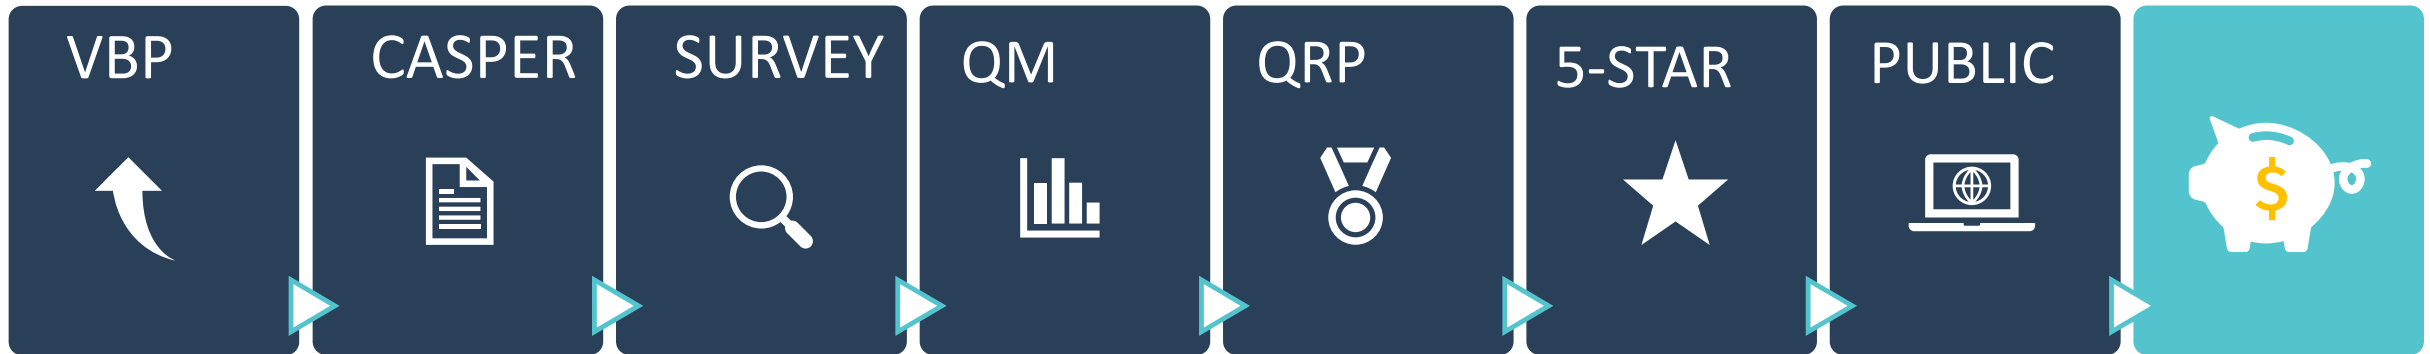 VBP
CASPER
SURVEY
QM
QRP
5-STAR
PUBLIC
$